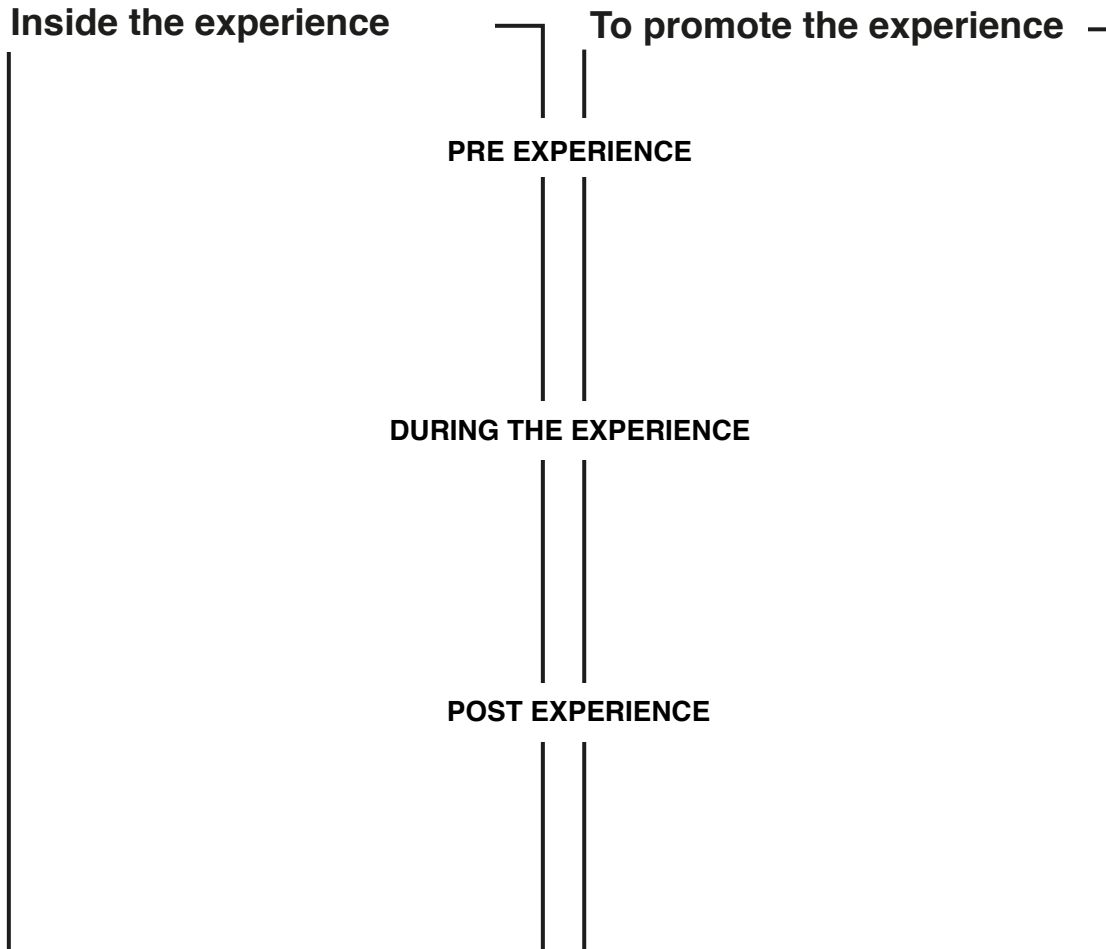 Inside the experience
To promote the experience
PRE EXPERIENCE
DURING THE EXPERIENCE
POST EXPERIENCE